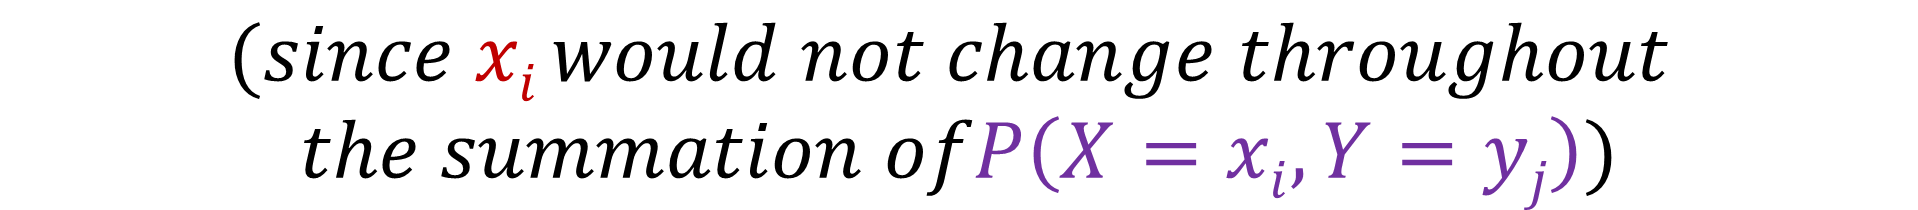 (since xᵢ would not change throughout
the summation of P(X = xᵢ, Y = yⱼ))